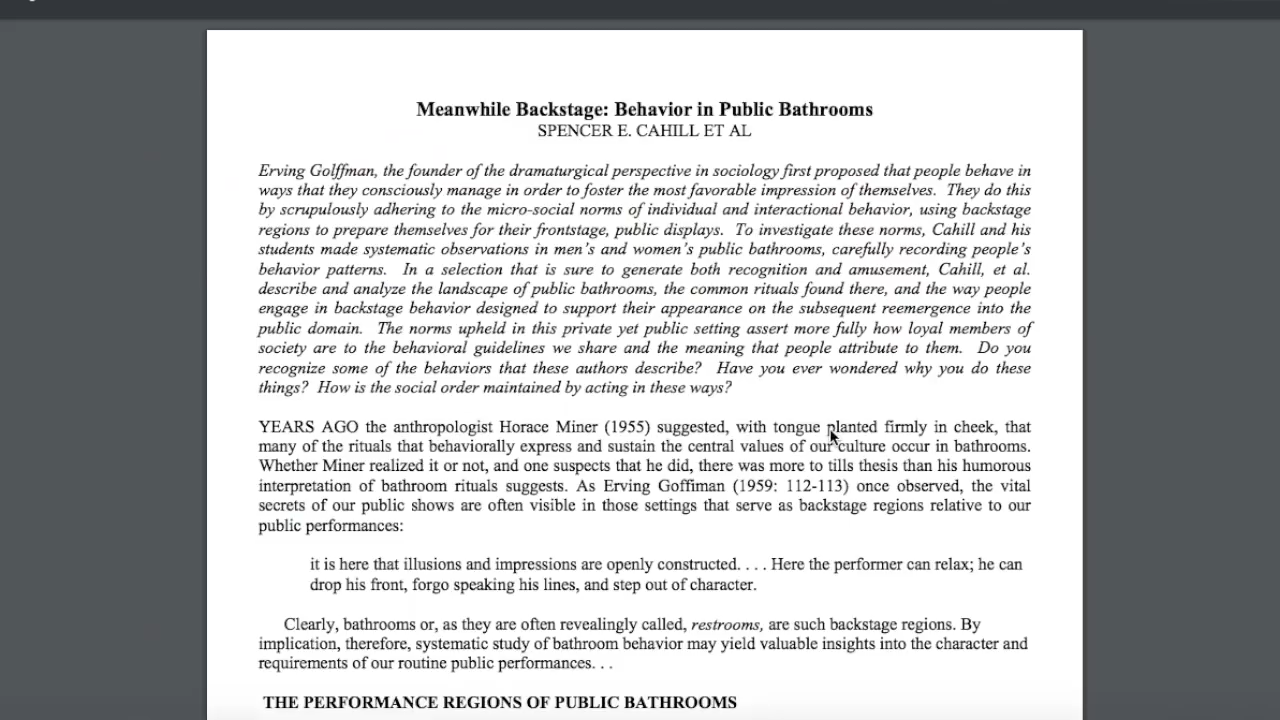 Meanwhile Backstage: Behavior in Public Bathrooms
SPENCER E. CAHILL ET AL
Erving Golffman, the founder of the dramaturgical perspective in sociology first proposed that people behave in
ways that they consciously manage in order to foster the most favorable impression of themselves. They do this
by scrupulously adhering to the micro-social norms of individual and interactional behavior, using backstage
regions to prepare themselves for their frontstage, public displays. To investigate these norms, Cahill and his
students made systematic observations in men's and women's public bathrooms, carefully recording people's
behavior patterns. In a selection that is sure to generate both recognition and amusement, Cahill, et al.
describe and analyze the landscape of public bathrooms, the common rituals found there, and the way people
engage in backstage behavior designed to support their appearance on the subsequent reemergence into the
public domain. The norms upheld in this private yet public setting assert more fully how loyal members of
society are to the behavioral guidelines we share and the meaning that people attribute to them. Do you
recognize some of the behaviors that these authors describe? Have you ever wondered why you do these
things? How is the social order maintained by acting in these ways?
YEARS AGO the anthropologist Horace Miner (1955) suggested, with tongue planted firmly in cheek, that
many of the rituals that behaviorally express and sustain the central values of our culture occur in bathrooms.
Whether Miner realized it or not, and one suspects that he did, there was more to tills thesis than his humorous
interpretation of bathroom rituals suggests. As Erving Goffiman (1959: 112-113) once observed, the vital
secrets of our public shows are often visible in those settings that serve as backstage regions relative to our
public performances:
it is here that illusions and impressions are openly constructed. . . . Here the performer can relax; he can
drop his front, forgo speaking his lines, and step out of character.
Clearly, bathrooms or, as they are often revealingly called, restrooms, are such backstage regions. By
implication, therefore, systematic study of bathroom behavior may yield valuable insights into the character and
requirements of our routine public performances. . .
THE PERFORMANCE REGIONS OF PUBLIC BATHROOMS